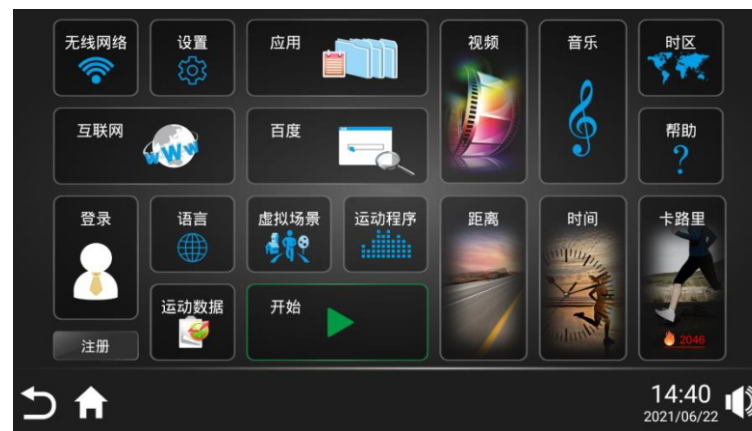 无线网络
设置
应用
视频
音乐
时区
互联网
www
百度
帮助
?
登录
语言
虚拟场景
运动程序
距离
时间
卡路里
运动数据
开始
注册
2046
14:40
2021/06/22